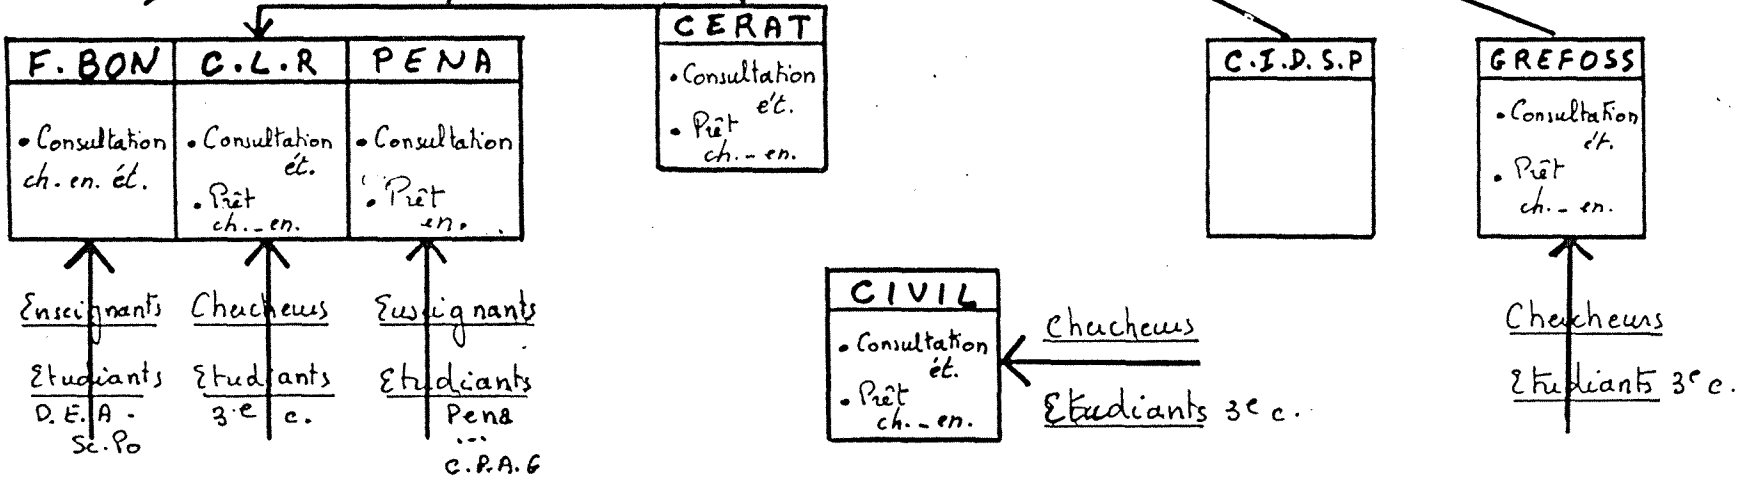 F. BON
• Consultation
ch. en. ét.
Enseignants
Etudiants
D.E.A -
Sc. Po
C.L.R
• Consultation
ét.
• Prêt
ch. - en.
Chercheurs
Etudiants
3e c.
PENA
• Consultation
• Prêt
en.
Enseignants
Etudiants
Pena
...
C.P.A.G
CERAT
• Consultation
ét.
• Prêt
ch. - en.
CIVIL
• Consultation
ét.
• Prêt
ch. - en.
Chercheurs
Etudiants 3e c.
C.I.D.S.P
GREFOSS
• Consultation
ét.
• Prêt
ch. - en.
Chercheurs
Etudiants 3e c.